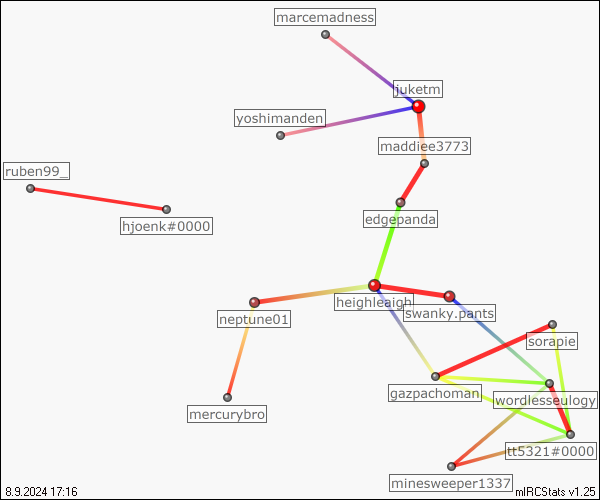 marcemadness
juketm
yoshimanden
maddiee3773
ruben99_
hjoenk#0000
edgepanda
heighleaigh
swanky.pants
neptune01
sorapie
gazpachoman
wordlesseulogy
mercurybro
tt5321#0000
minesweeper1337
8.9.2024 17:16
mIRCStats v1.25